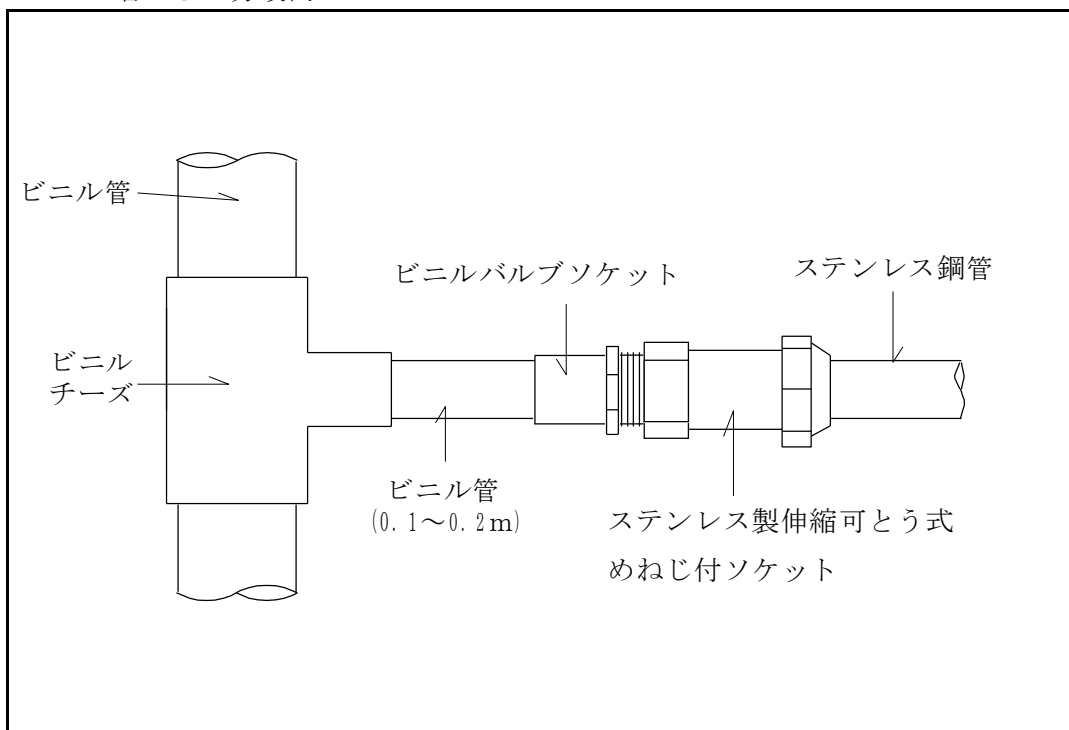 ビニル管
ビニルバルブソケット
ステンレス鋼管
ビニル
チーズ
ビニル管
(0.1～0.2m)
ステンレス製伸縮可とう式
めねじ付ソケット